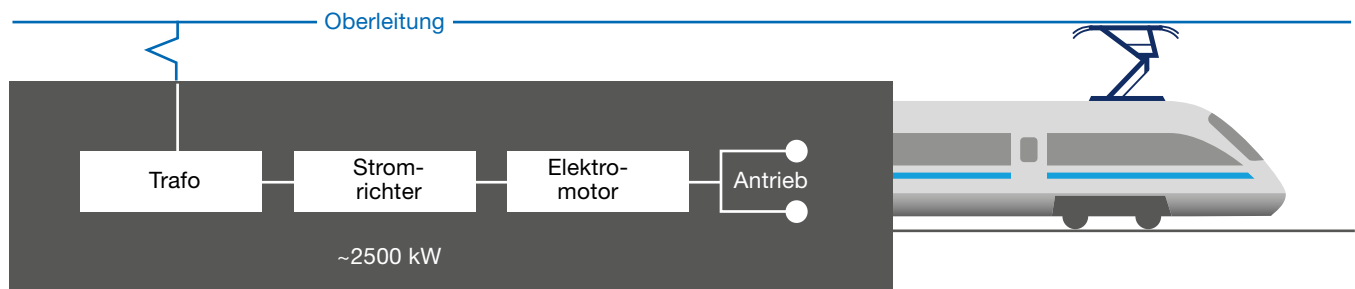 Oberleitung
Trafo
Strom-
richter
Elektro-
motor
Antrieb
~2500 kW